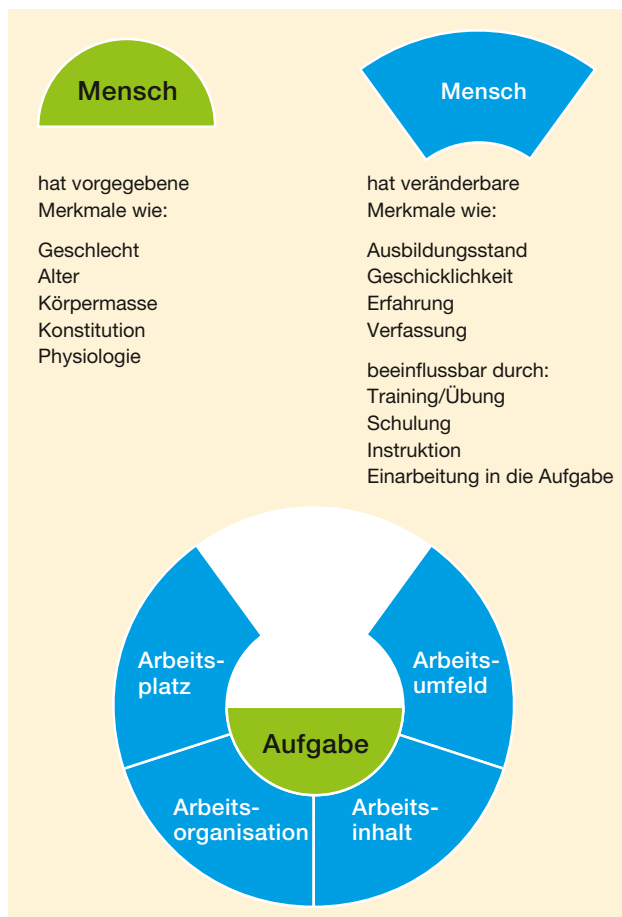 Mensch
hat vorgegebene
Merkmale wie:
Geschlecht
Alter
Körpermasse
Konstitution
Physiologie
Mensch
hat veränderbare
Merkmale wie:
Ausbildungsstand
Geschicklichkeit
Erfahrung
Verfassung
beeinflussbar durch:
Training/Übung
Schulung
Instruktion
Einarbeitung in die Aufgabe
Arbeits-
platz
Arbeits-
umfeld
Aufgabe
Arbeits-
organisation
Arbeits-
inhalt